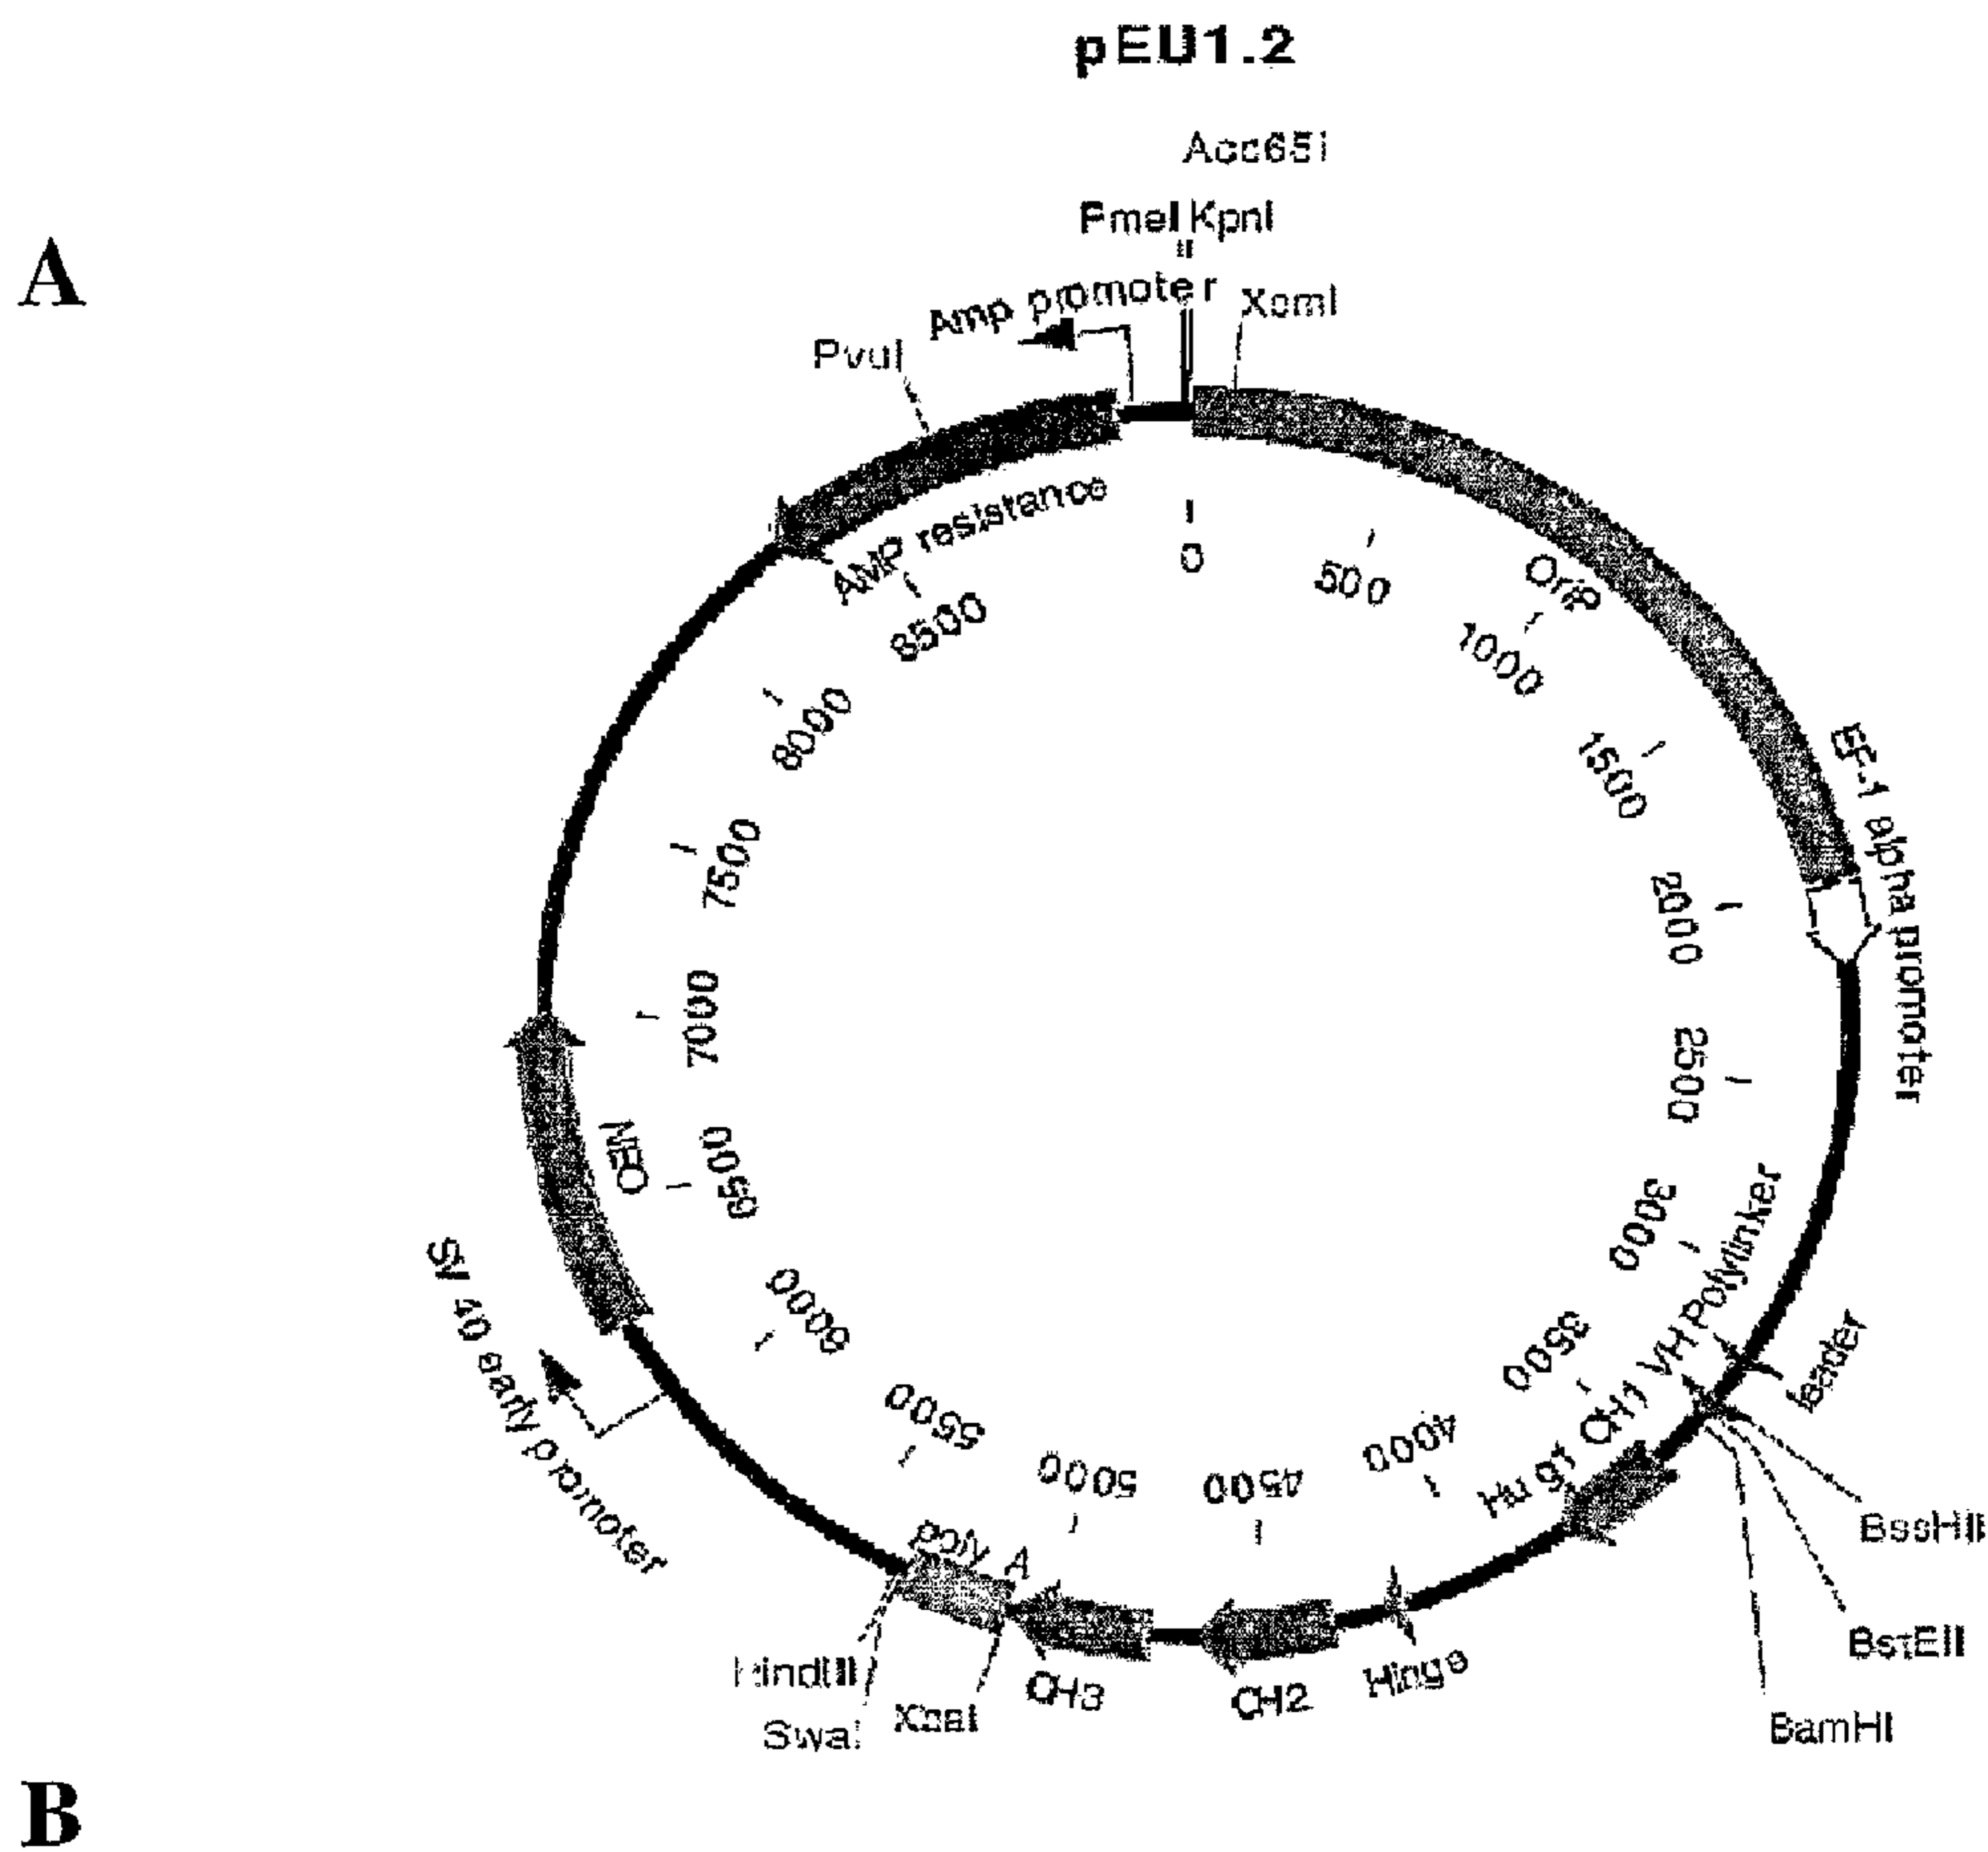 pEU1.2
A
Acc65I
PmeI KpnI
Amp promoter
XcmI
PvuI
AMP resistance
OriP
0
500
1000
1500
2000
2500
3000
3500
4000
4500
5000
5500
6000
6500
7000
7500
8000
8500
EF-1 alpha promoter
VH Polylinker
leader
Hu g1 CH1
BssHII
BstEII
BamHI
Hinge
CH2
CH3
poly A
HindIII
SwaI
XbaI
SV 40 early promoter
NEO
B